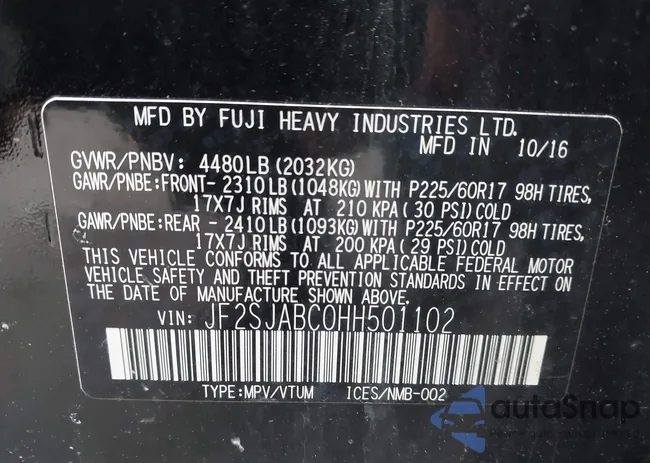 MFD BY FUJI HEAVY INDUSTRIES LTD.
MFD IN 10/16
GVWR/PNBV: 4480LB (2032KG)
GAWR/PNBE:FRONT- 2310LB (1048KG)WITH P225/60R17 98H TIRES,
17X7J RIMS AT 210 KPA( 30 PSI)COLD
GAWR/PNBE:REAR - 2410LB (1093KG)WITH P225/60R17 98H TIRES,
17X7J RIMS AT 200 KPA( 29 PSI)COLD
THIS VEHICLE CONFORMS TO ALL APPLICABLE FEDERAL MOTOR
VEHICLE SAFETY AND THEFT PREVENTION STANDARDS IN EFFECT ON
THE DATE OF MANUFACTURE SHOWN ABOVE.
VIN: JF2SJABC0HH501102
TYPE:MPV/VTUM ICES/NMB-002
autoSnap
www.autosnap.com